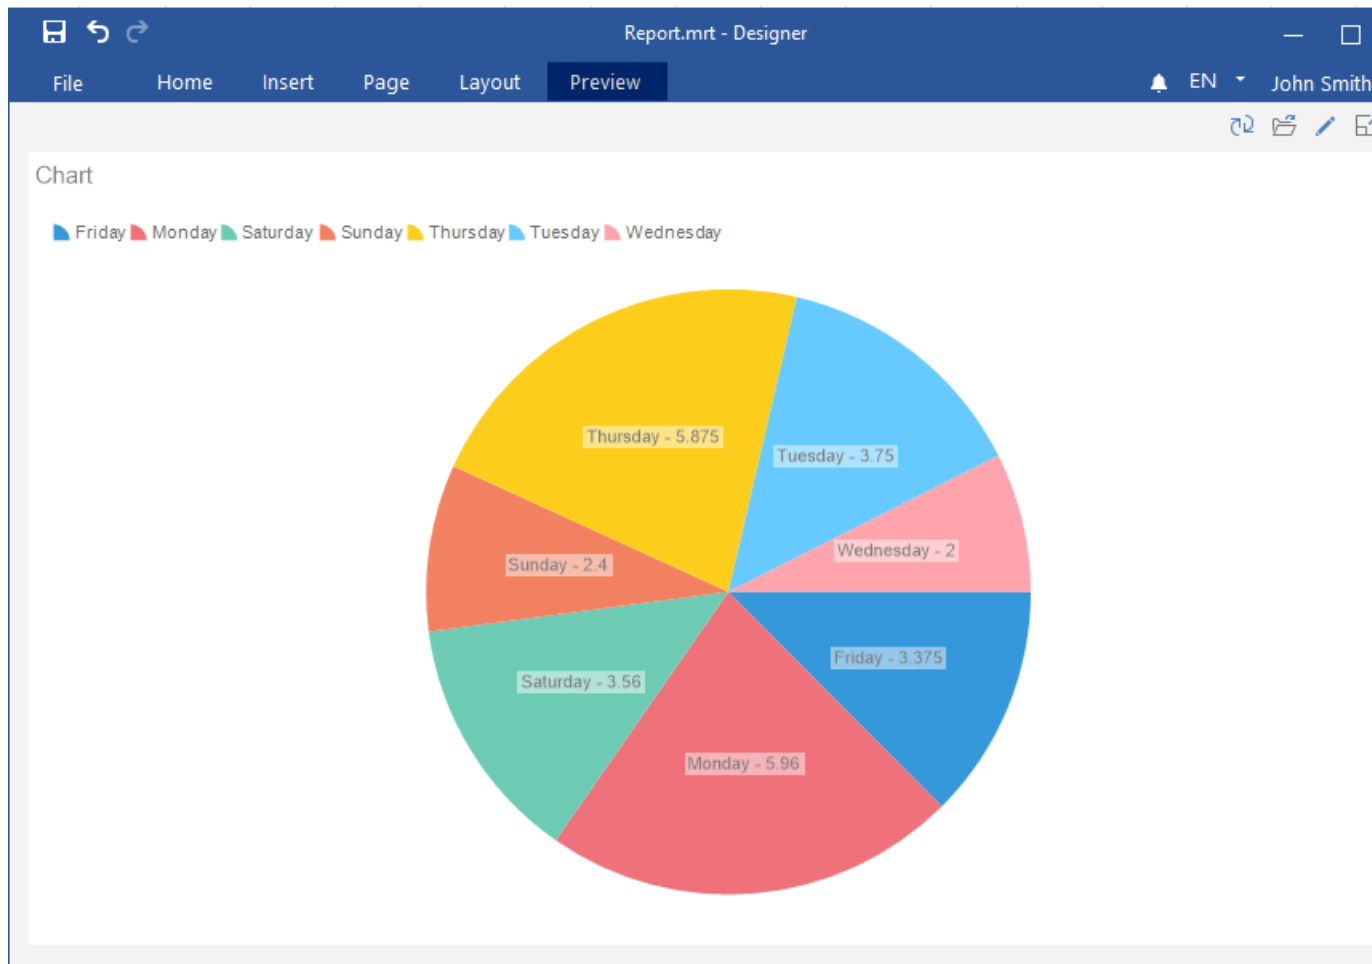 Report.mrt - Designer
File Home Insert Page Layout Preview EN John Smith
Chart
Friday Monday Saturday Sunday Thursday Tuesday Wednesday
Thursday - 5.875
Tuesday - 3.75
Wednesday - 2
Sunday - 2.4
Friday - 3.375
Saturday - 3.56
Monday - 5.96